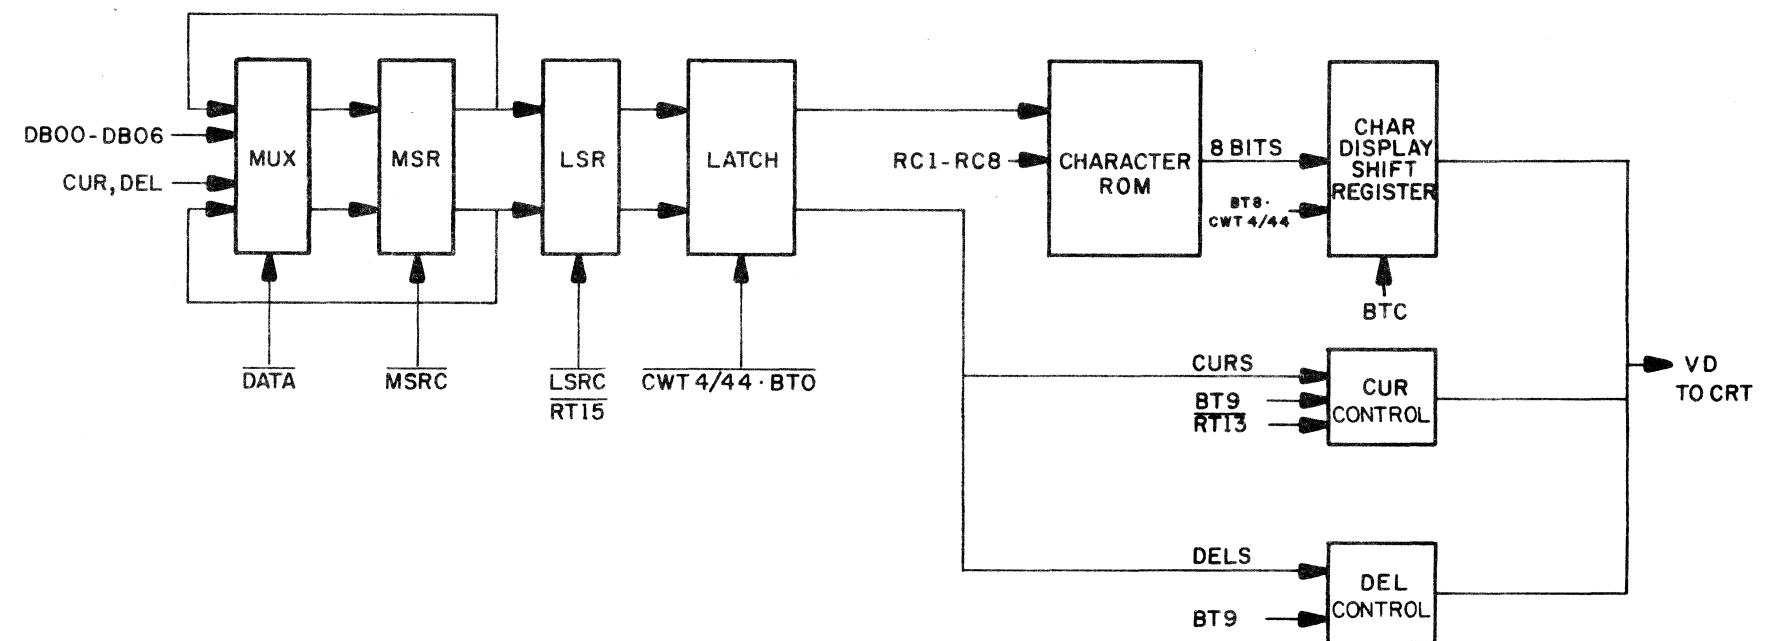 DB00-DB06
CUR, DEL
MUX
MSR
LSR
LATCH
DATA
MSRC
LSRC
RT15
CWT 4/44 · BT0
RC1-RC8
CHARACTER
ROM
8 BITS
BT8 ·
CWT 4/44
CHAR
DISPLAY
SHIFT
REGISTER
BTC
CURS
BT9
RT13
CUR
CONTROL
VD
TO CRT
DELS
BT9
DEL
CONTROL